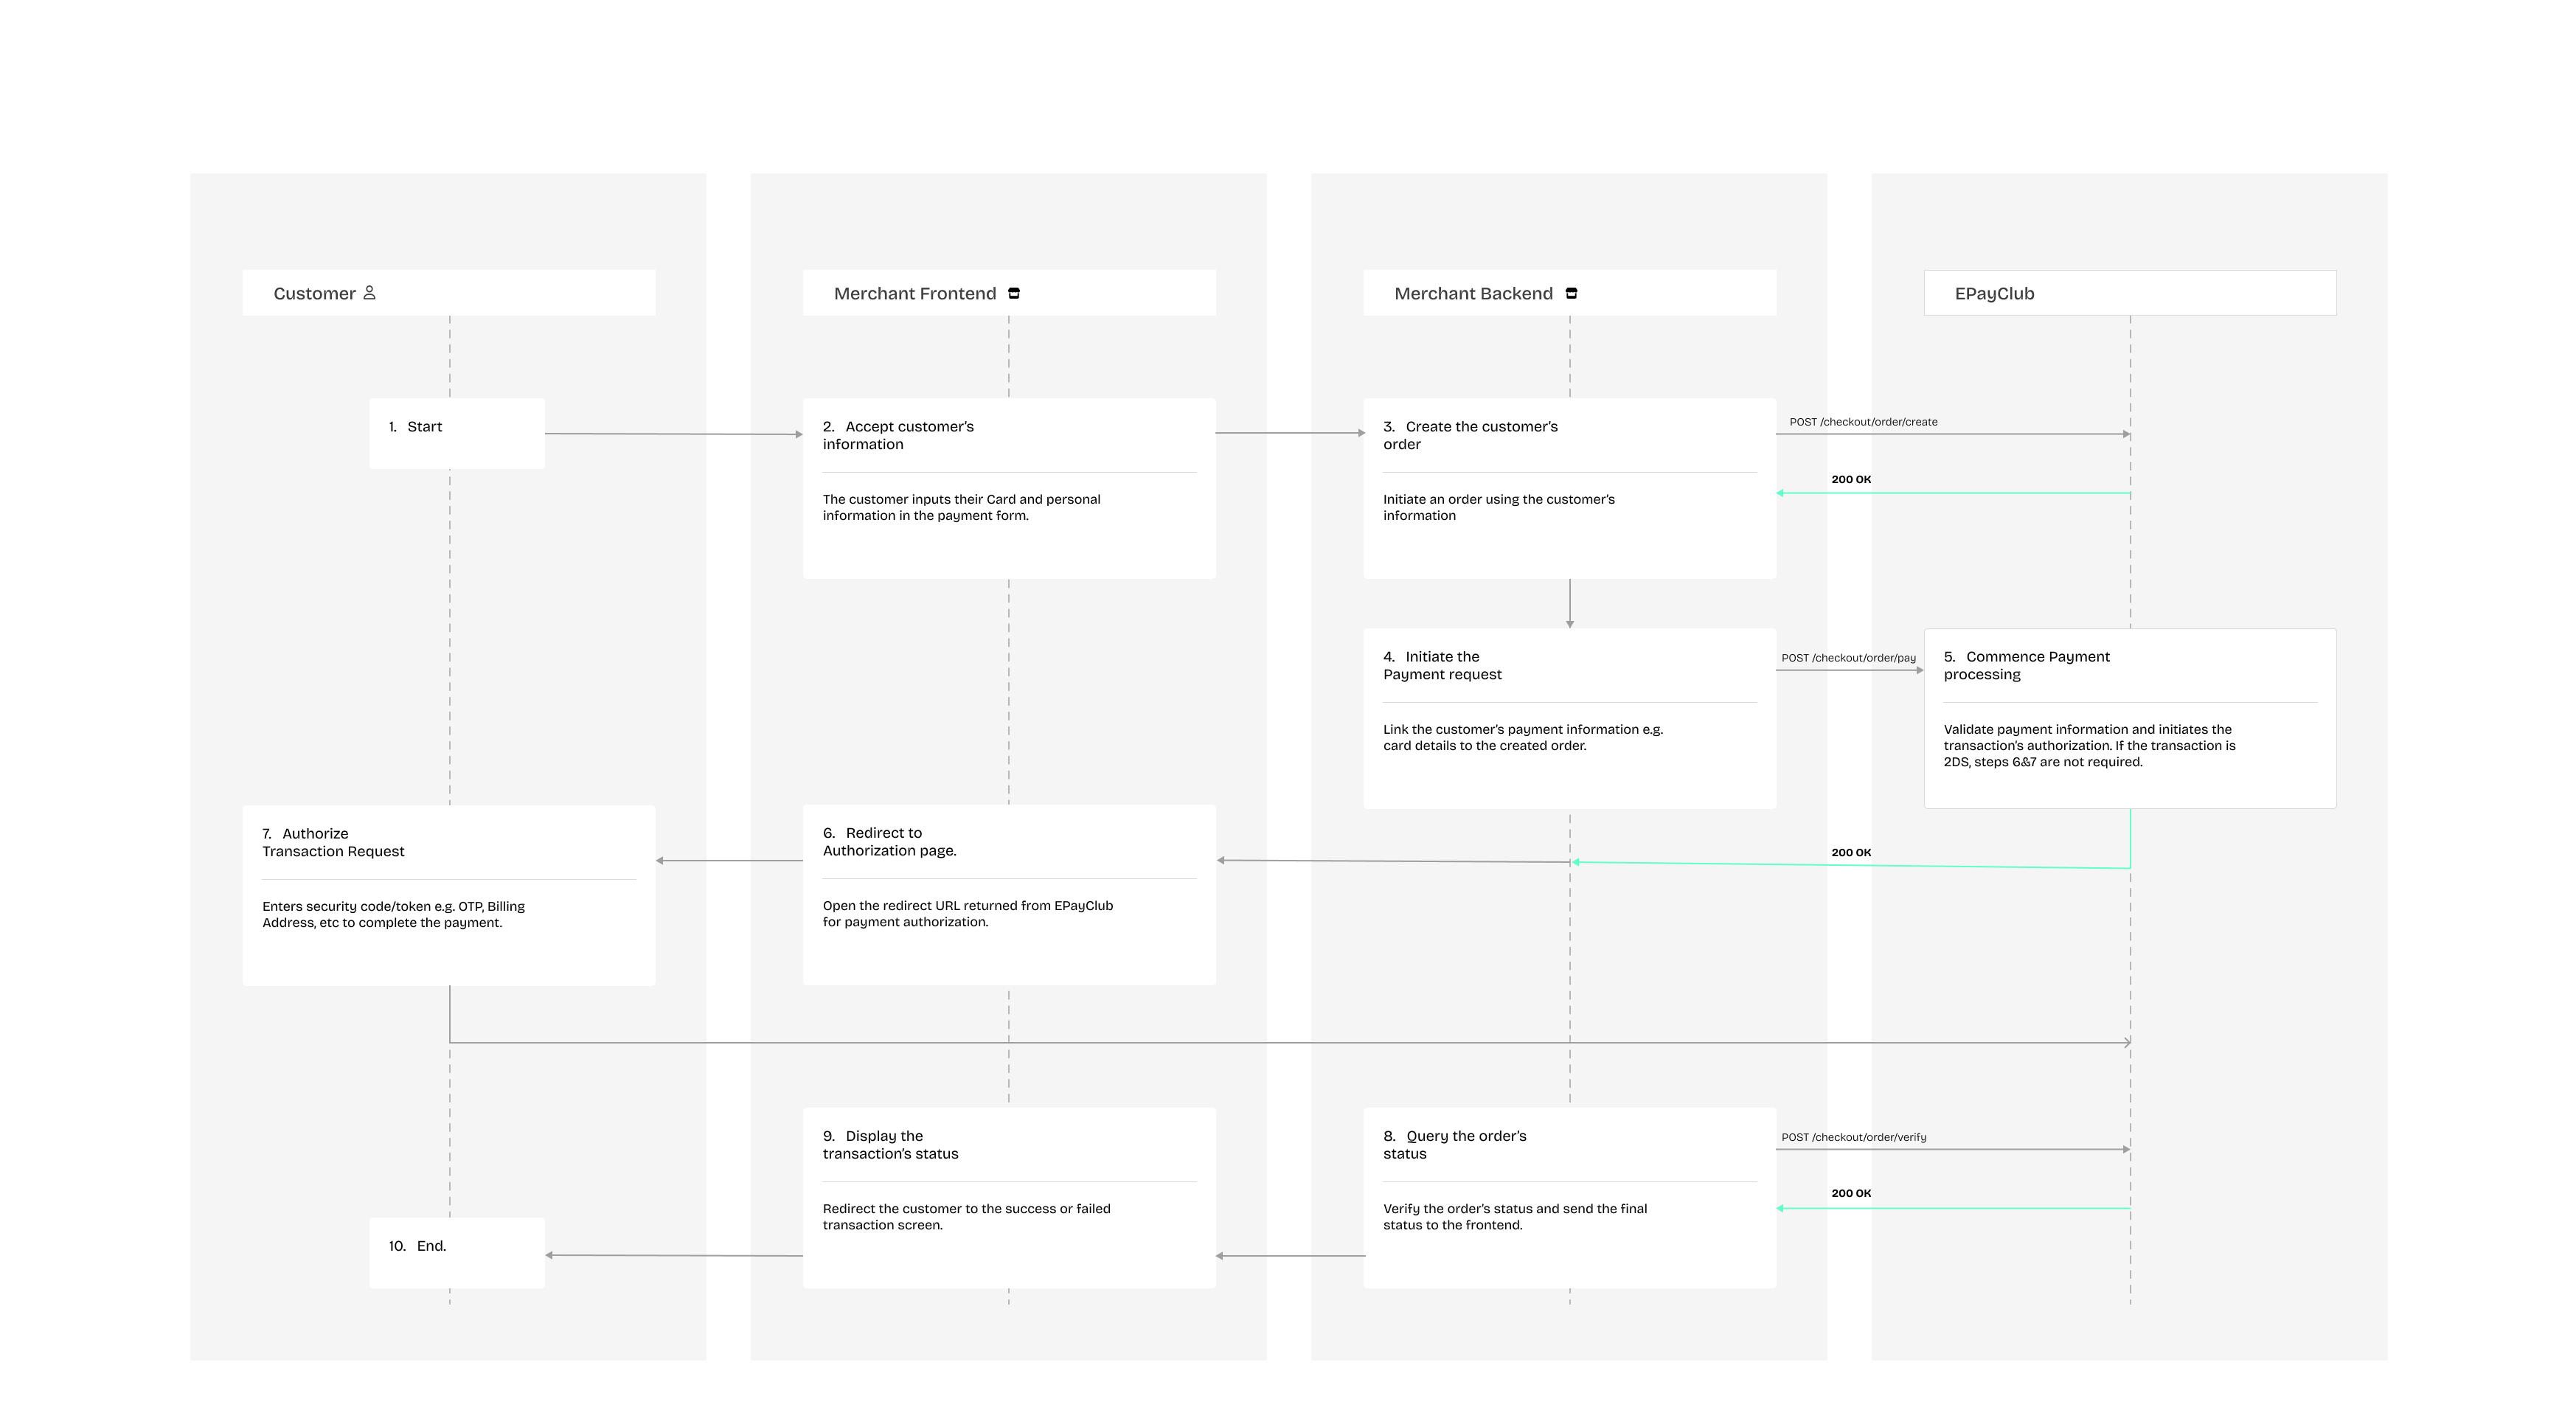 Customer
Merchant Frontend
Merchant Backend
EPayClub
1. Start
2. Accept customer's
information
The customer inputs their Card and personal
information in the payment form.
3. Create the customer's
order
Initiate an order using the customer's
information
POST /checkout/order/create
200 OK
4. Initiate the
Payment request
Link the customer's payment information e.g.
card details to the created order.
POST /checkout/order/pay
5. Commence Payment
processing
Validate payment information and initiates the
transaction's authorization. If the transaction is
2DS, steps 6&7 are not required.
200 OK
6. Redirect to
Authorization page.
Open the redirect URL returned from EPayClub
for payment authorization.
7. Authorize
Transaction Request
Enters security code/token e.g. OTP, Billing
Address, etc to complete the payment.
8. Query the order's
status
Verify the order's status and send the final
status to the frontend.
POST /checkout/order/verify
200 OK
9. Display the
transaction's status
Redirect the customer to the success or failed
transaction screen.
10. End.